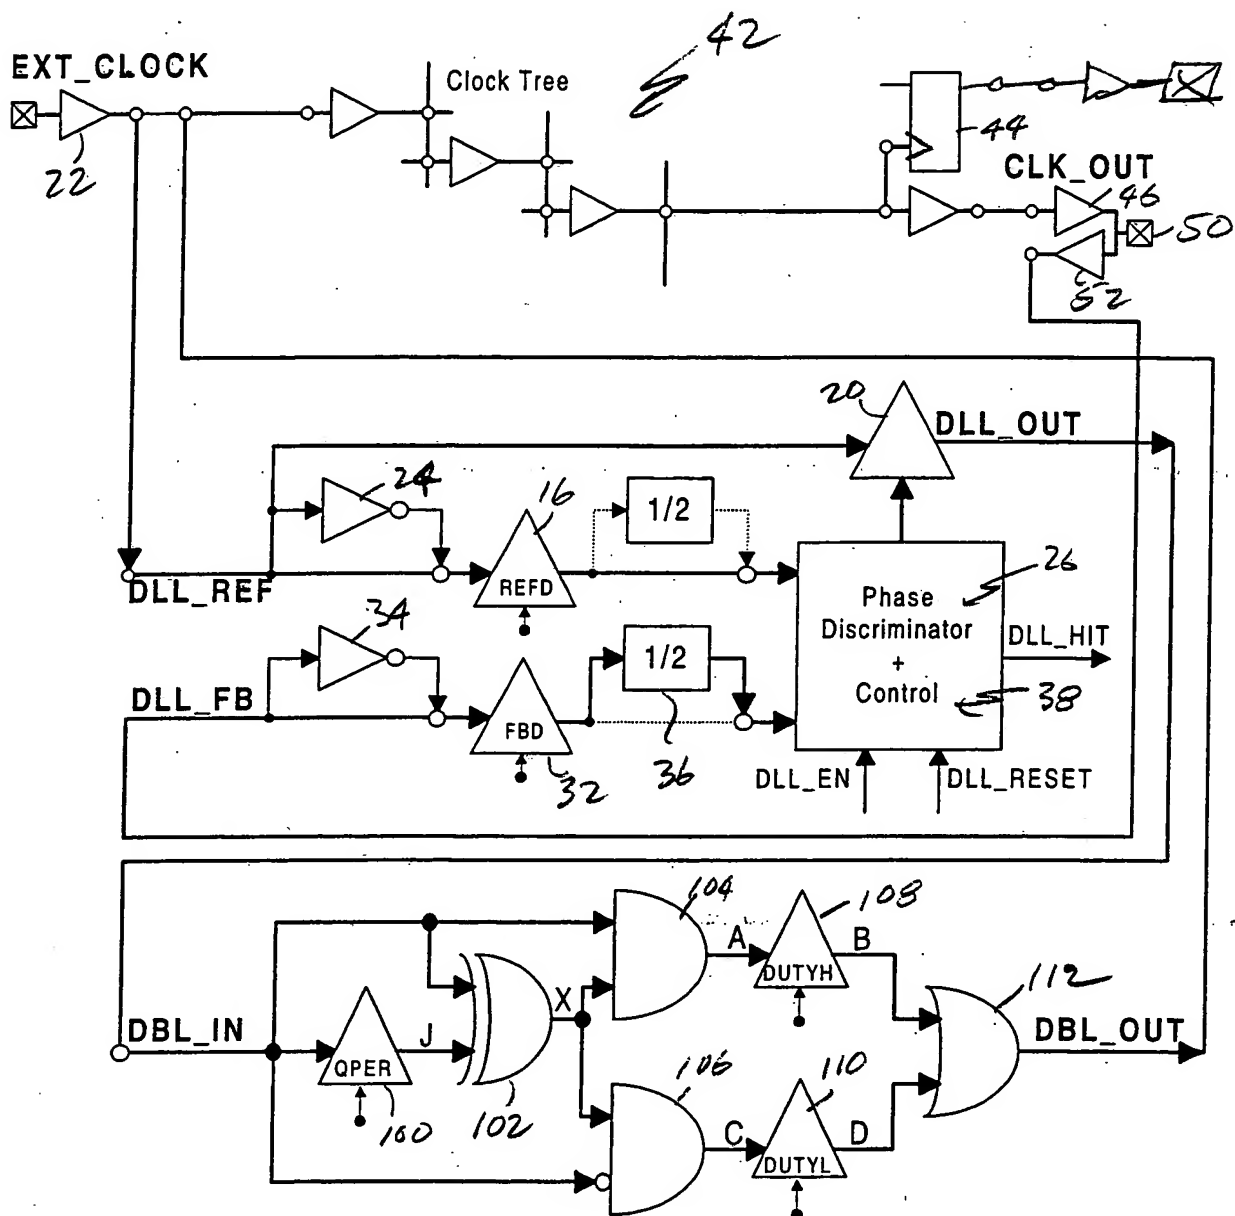 42
EXT_CLOCK
Clock Tree
22
44
CLK_OUT
46
50
52
20
DLL_OUT
24
16
1/2
REFD
DLL_REF
26
Phase
Discriminator
+
Control
DLL_HIT
34
1/2
DLL_FB
FBD
38
32
36
DLL_EN
DLL_RESET
104
108
A
B
DUTYH
112
X
DBL_IN
J
DBL_OUT
QPER
106
110
100
102
C
D
DUTYL